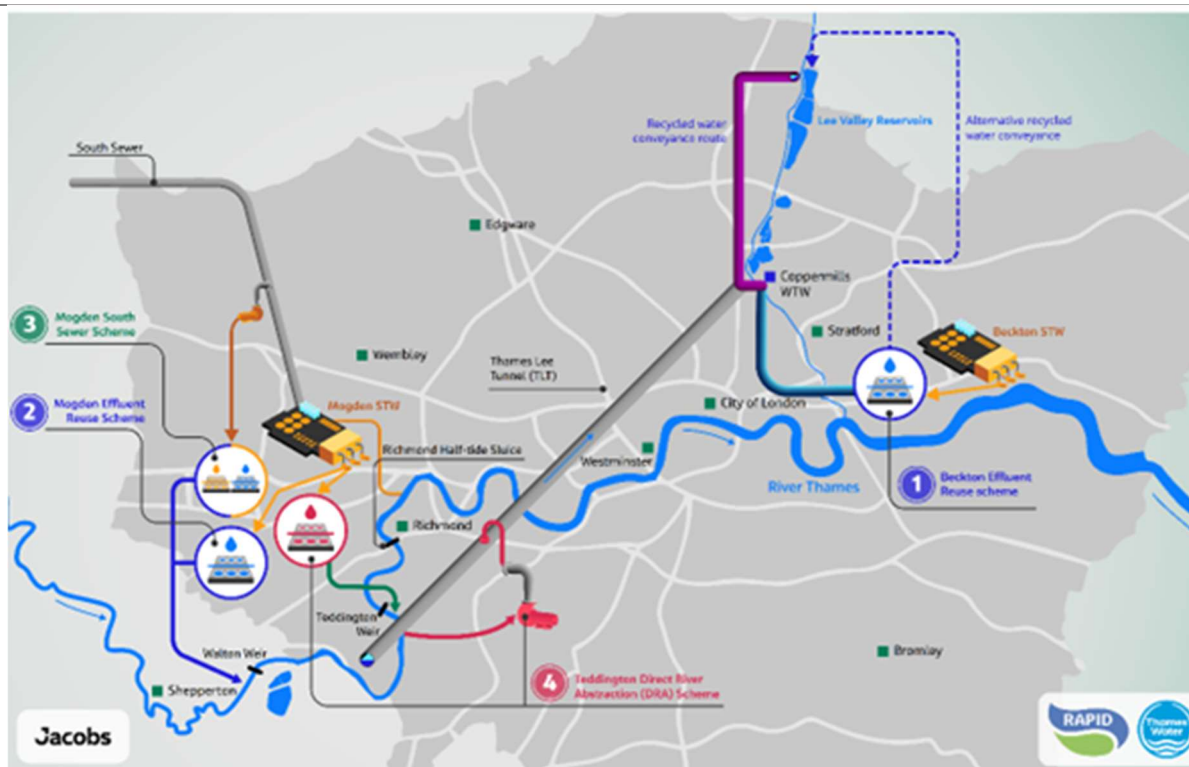 South Sewer
Recycled water
conveyance route
Lee Valley Reservoirs
Alternative recycled
water conveyance
Edgware
Coppermills
WTW
3
Mogden South
Sewer Scheme
Wembley
Thames Lee
Tunnel (TLT)
Stratford
Beckton STW
2
Mogden Effluent
Reuse Scheme
Mogden STW
City of London
Richmond Half-tide Sluice
Westminster
River Thames
1
Beckton Effluent
Reuse scheme
Richmond
Teddington
Weir
Walton Weir
Shepperton
4
Teddington Direct River
Abstraction (DRA) Scheme
Bromley
Jacobs
RAPID
Thames
Water